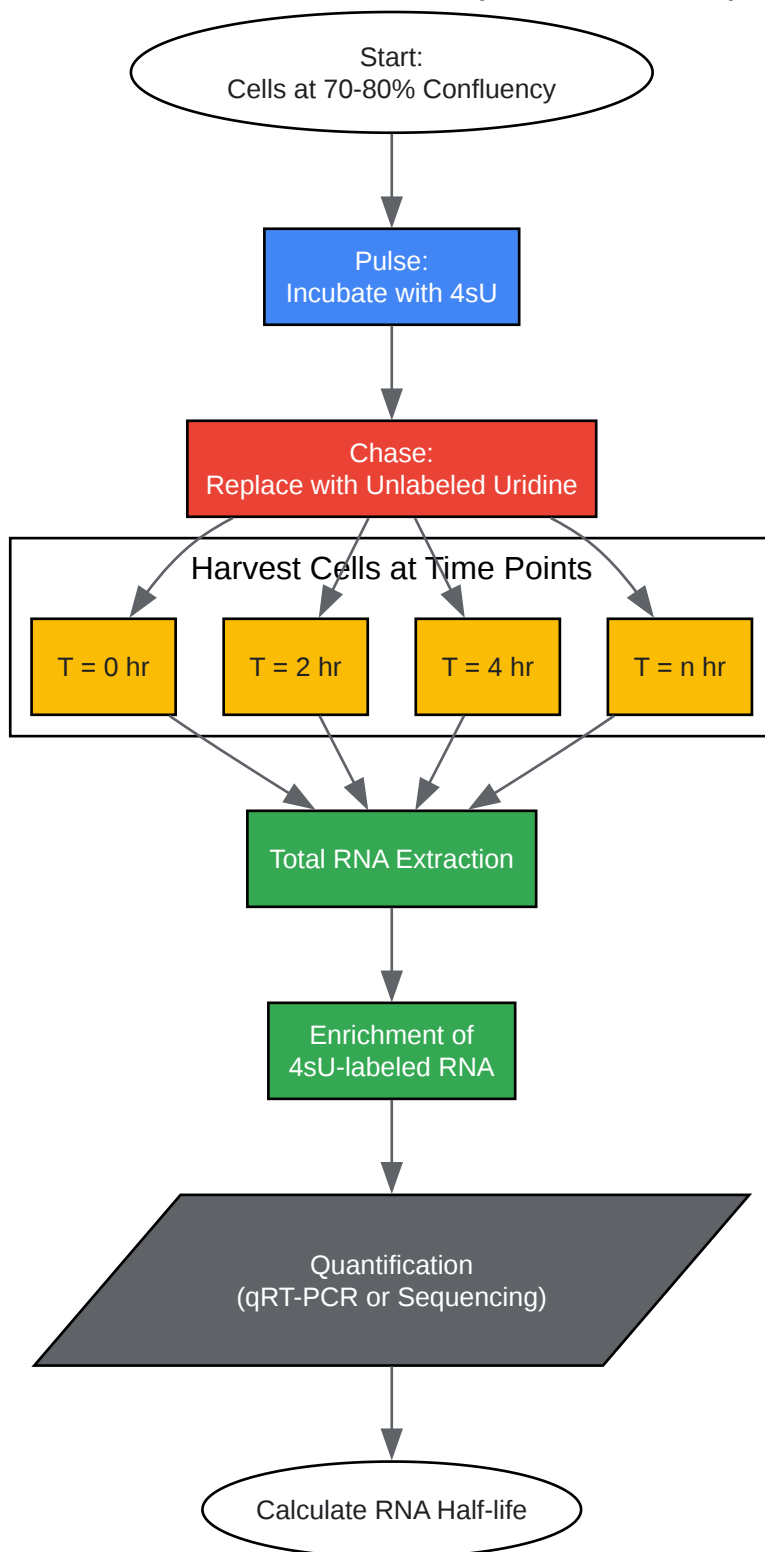 Start:
Cells at 70-80% Confluency
Pulse:
Incubate with 4sU
Chase:
Replace with Unlabeled Uridine
Harvest Cells at Time Points
T = 0 hr
T = 2 hr
T = 4 hr
T = n hr
Total RNA Extraction
Enrichment of
4sU-labeled RNA
Quantification
(qRT-PCR or Sequencing)
Calculate RNA Half-life